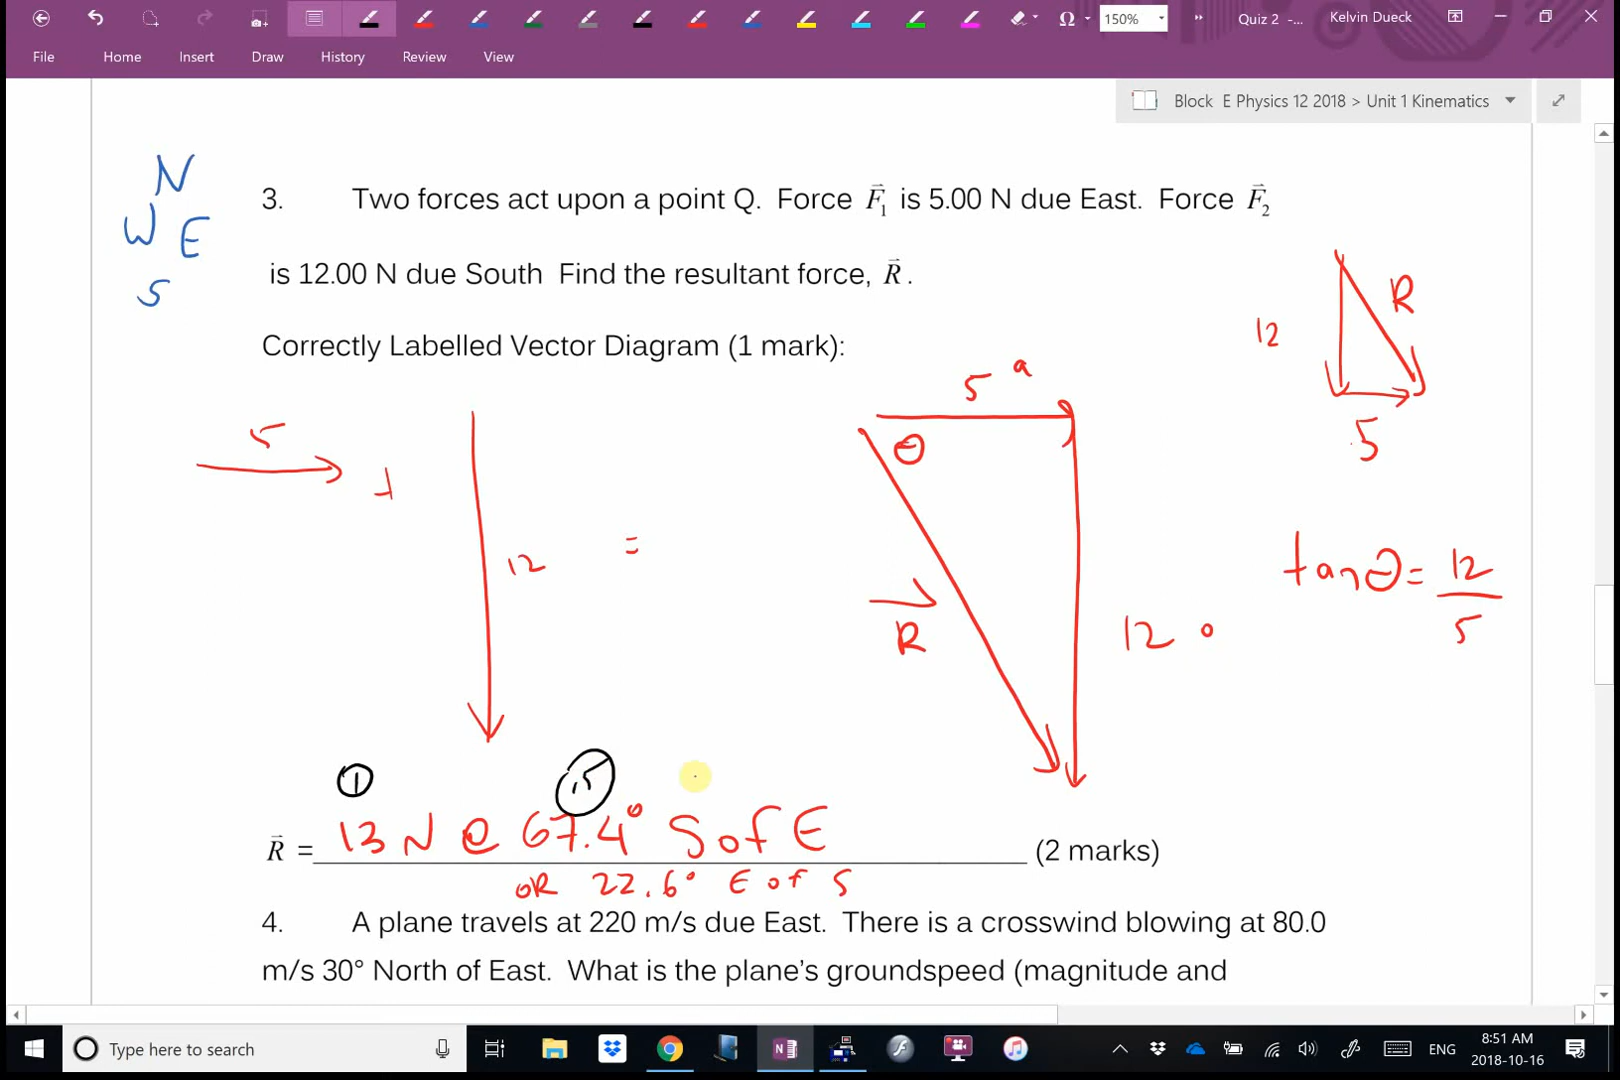 150%
Quiz 2 -...
Kelvin Dueck
File Home Insert Draw History Review View
Block E Physics 12 2018 > Unit 1 Kinematics
N
W E
S
3. Two forces act upon a point Q. Force F⃗₁ is 5.00 N due East. Force F⃗₂
is 12.00 N due South Find the resultant force, R⃗.
Correctly Labelled Vector Diagram (1 mark):
12 R
5
5 a
5
+
Θ
12
=
R
12 o
tanΘ = 12/5
1 .5
R⃗ = 13 N @ 67.4° S of E (2 marks)
OR 22.6° E of S
4. A plane travels at 220 m/s due East. There is a crosswind blowing at 80.0
m/s 30° North of East. What is the plane’s groundspeed (magnitude and
Type here to search
ENG
8:51 AM
2018-10-16